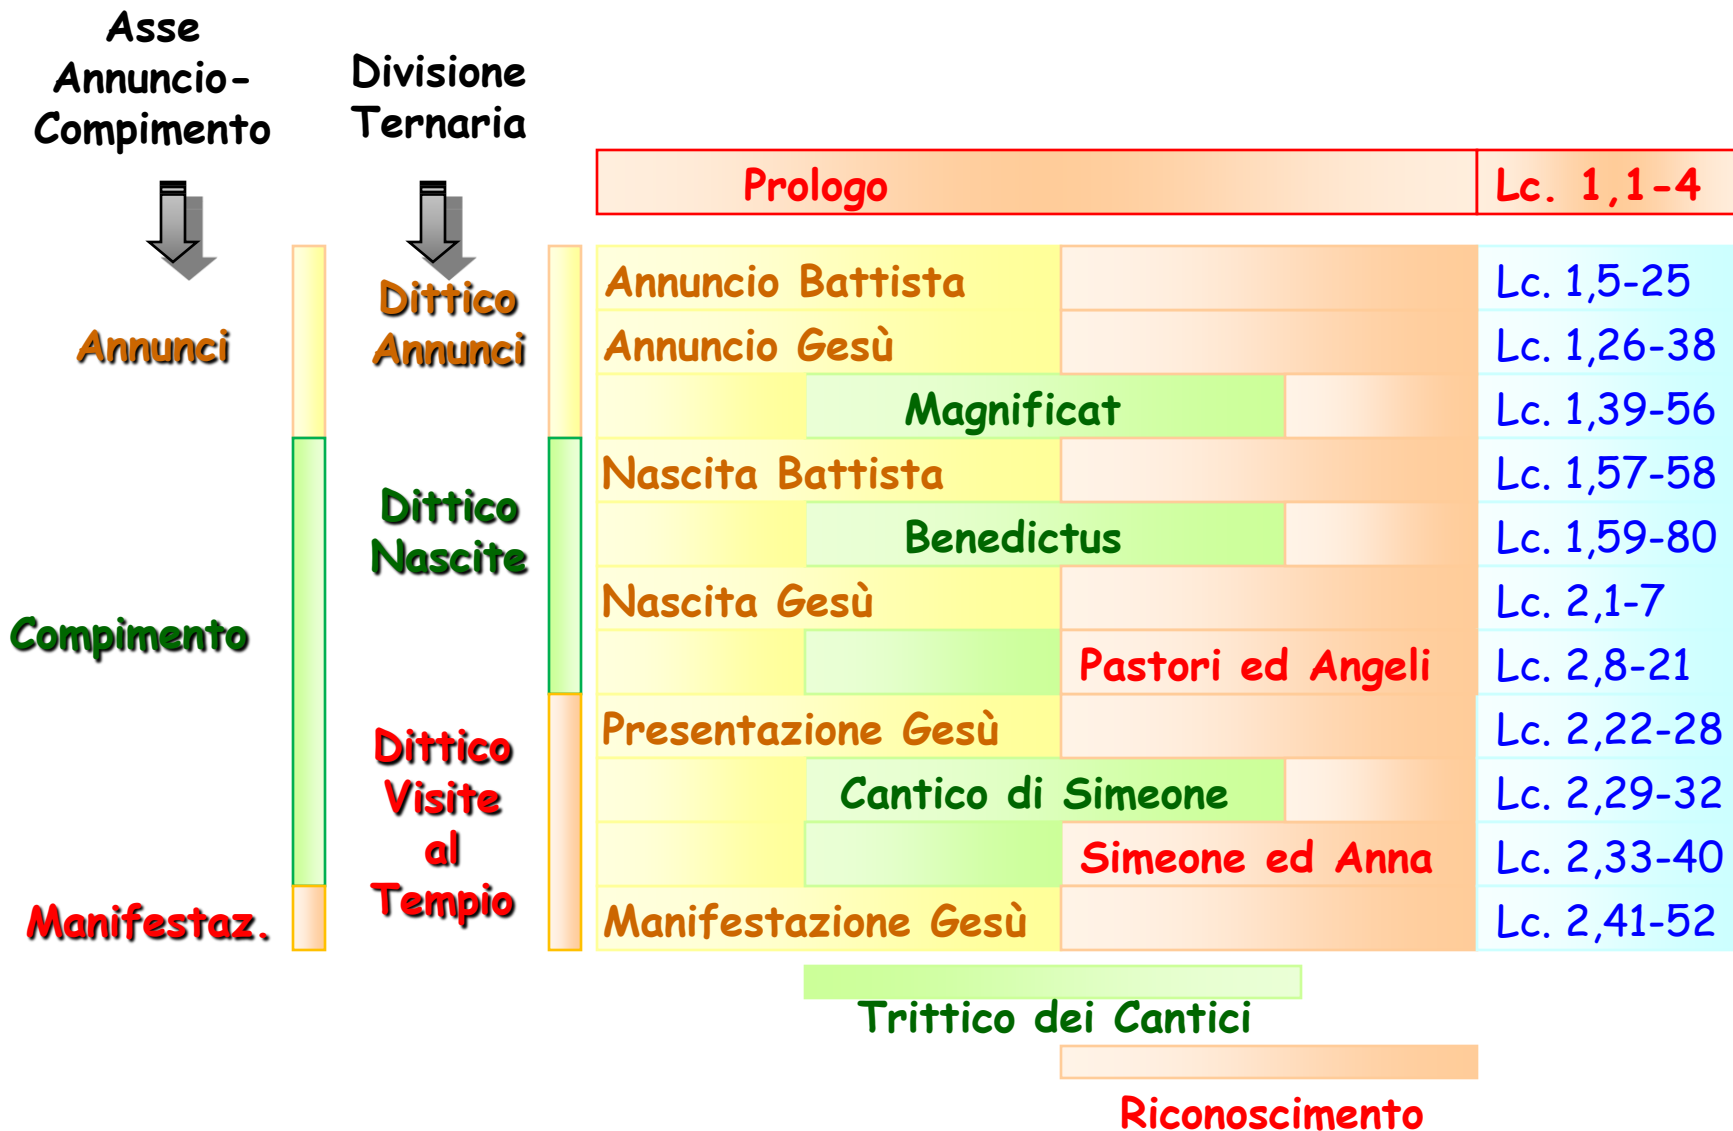 Asse
Annuncio-
Compimento
Divisione
Ternaria
Prologo
Lc. 1,1-4
Annunci
Compimento
Manifestaz.
Dittico
Annunci
Dittico
Nascite
Dittico
Visite
al
Tempio
Annuncio Battista
Lc. 1,5-25
Annuncio Gesù
Lc. 1,26-38
Magnificat
Lc. 1,39-56
Nascita Battista
Lc. 1,57-58
Benedictus
Lc. 1,59-80
Nascita Gesù
Lc. 2,1-7
Pastori ed Angeli
Lc. 2,8-21
Presentazione Gesù
Lc. 2,22-28
Cantico di Simeone
Lc. 2,29-32
Simeone ed Anna
Lc. 2,33-40
Manifestazione Gesù
Lc. 2,41-52
Trittico dei Cantici
Riconoscimento